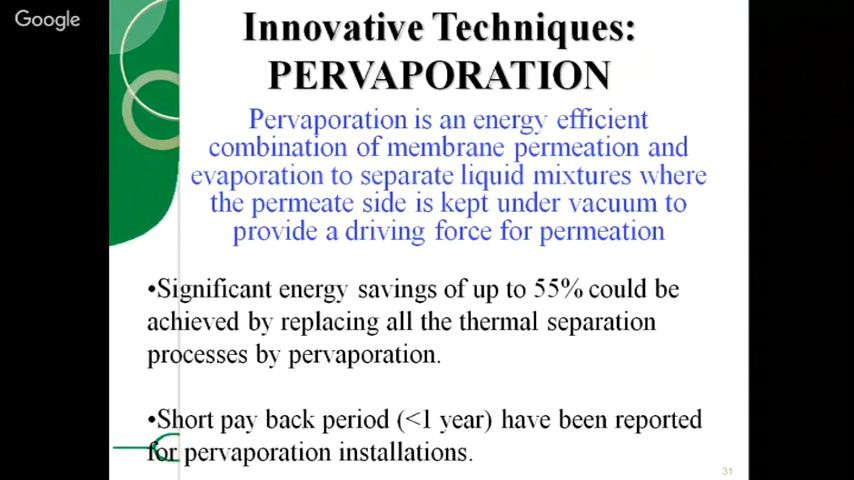 Google
Innovative Techniques:
PERVAPORATION
Pervaporation is an energy efficient
combination of membrane permeation and
evaporation to separate liquid mixtures where
the permeate side is kept under vacuum to
provide a driving force for permeation
•Significant energy savings of up to 55% could be
achieved by replacing all the thermal separation
processes by pervaporation.
•Short pay back period (<1 year) have been reported
for pervaporation installations.
31